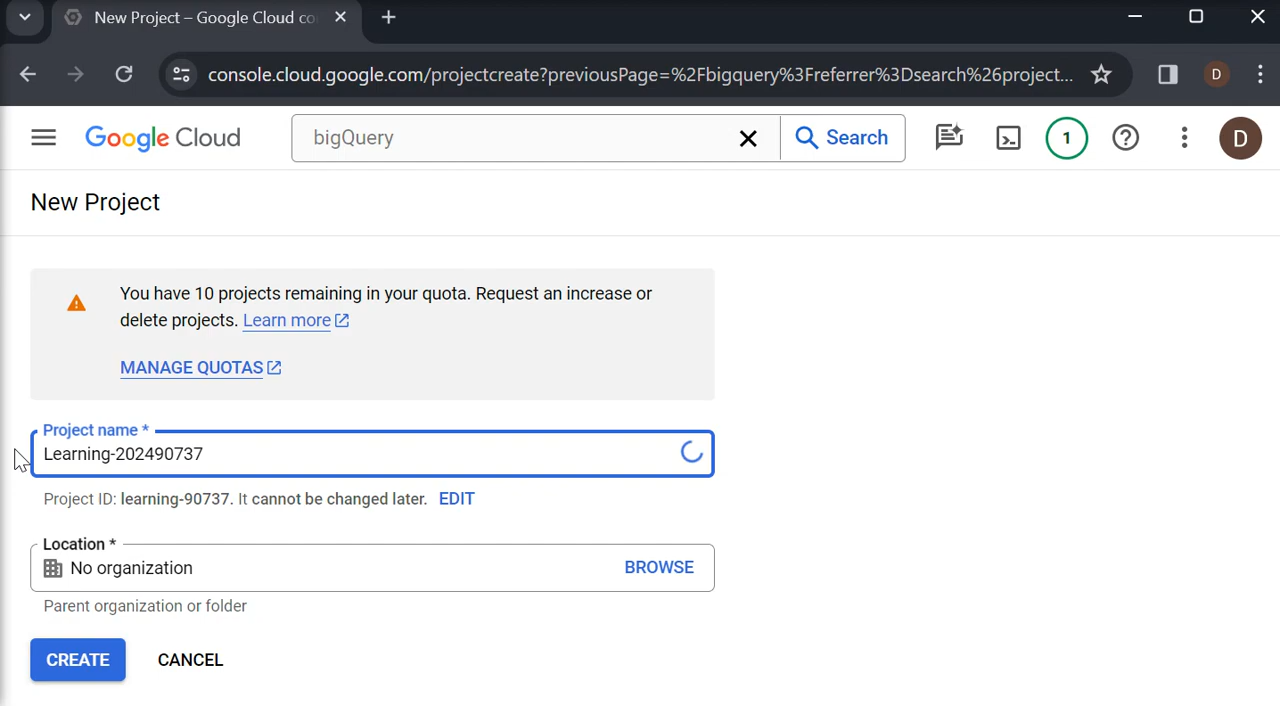 New Project – Google Cloud co
console.cloud.google.com/projectcreate?previousPage=%2Fbigquery%3Freferrer%3Dsearch%26project...
D
Google Cloud
bigQuery
Search
1
D
New Project
You have 10 projects remaining in your quota. Request an increase or
delete projects. Learn more
MANAGE QUOTAS
Project name *
Learning-202490737
Project ID: learning-90737. It cannot be changed later. EDIT
Location *
No organization
BROWSE
Parent organization or folder
CREATE
CANCEL